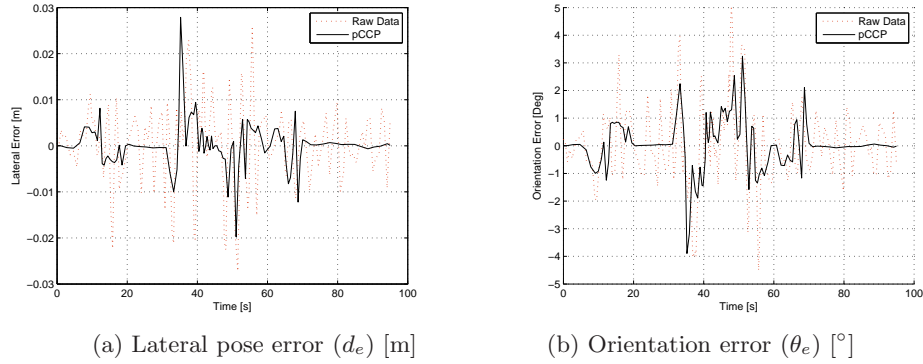 0.03
0.02
0.01
0
−0.01
−0.02
−0.03
Lateral Error [m]
0 20 40 60 80 100
Time [s]
Raw Data
pCCP
(a) Lateral pose error (dₑ) [m]
5
4
3
2
1
0
−1
−2
−3
−4
−5
Orientation Error [Deg]
0 20 40 60 80 100
Time [s]
Raw Data
pCCP
(b) Orientation error (θₑ) [°]